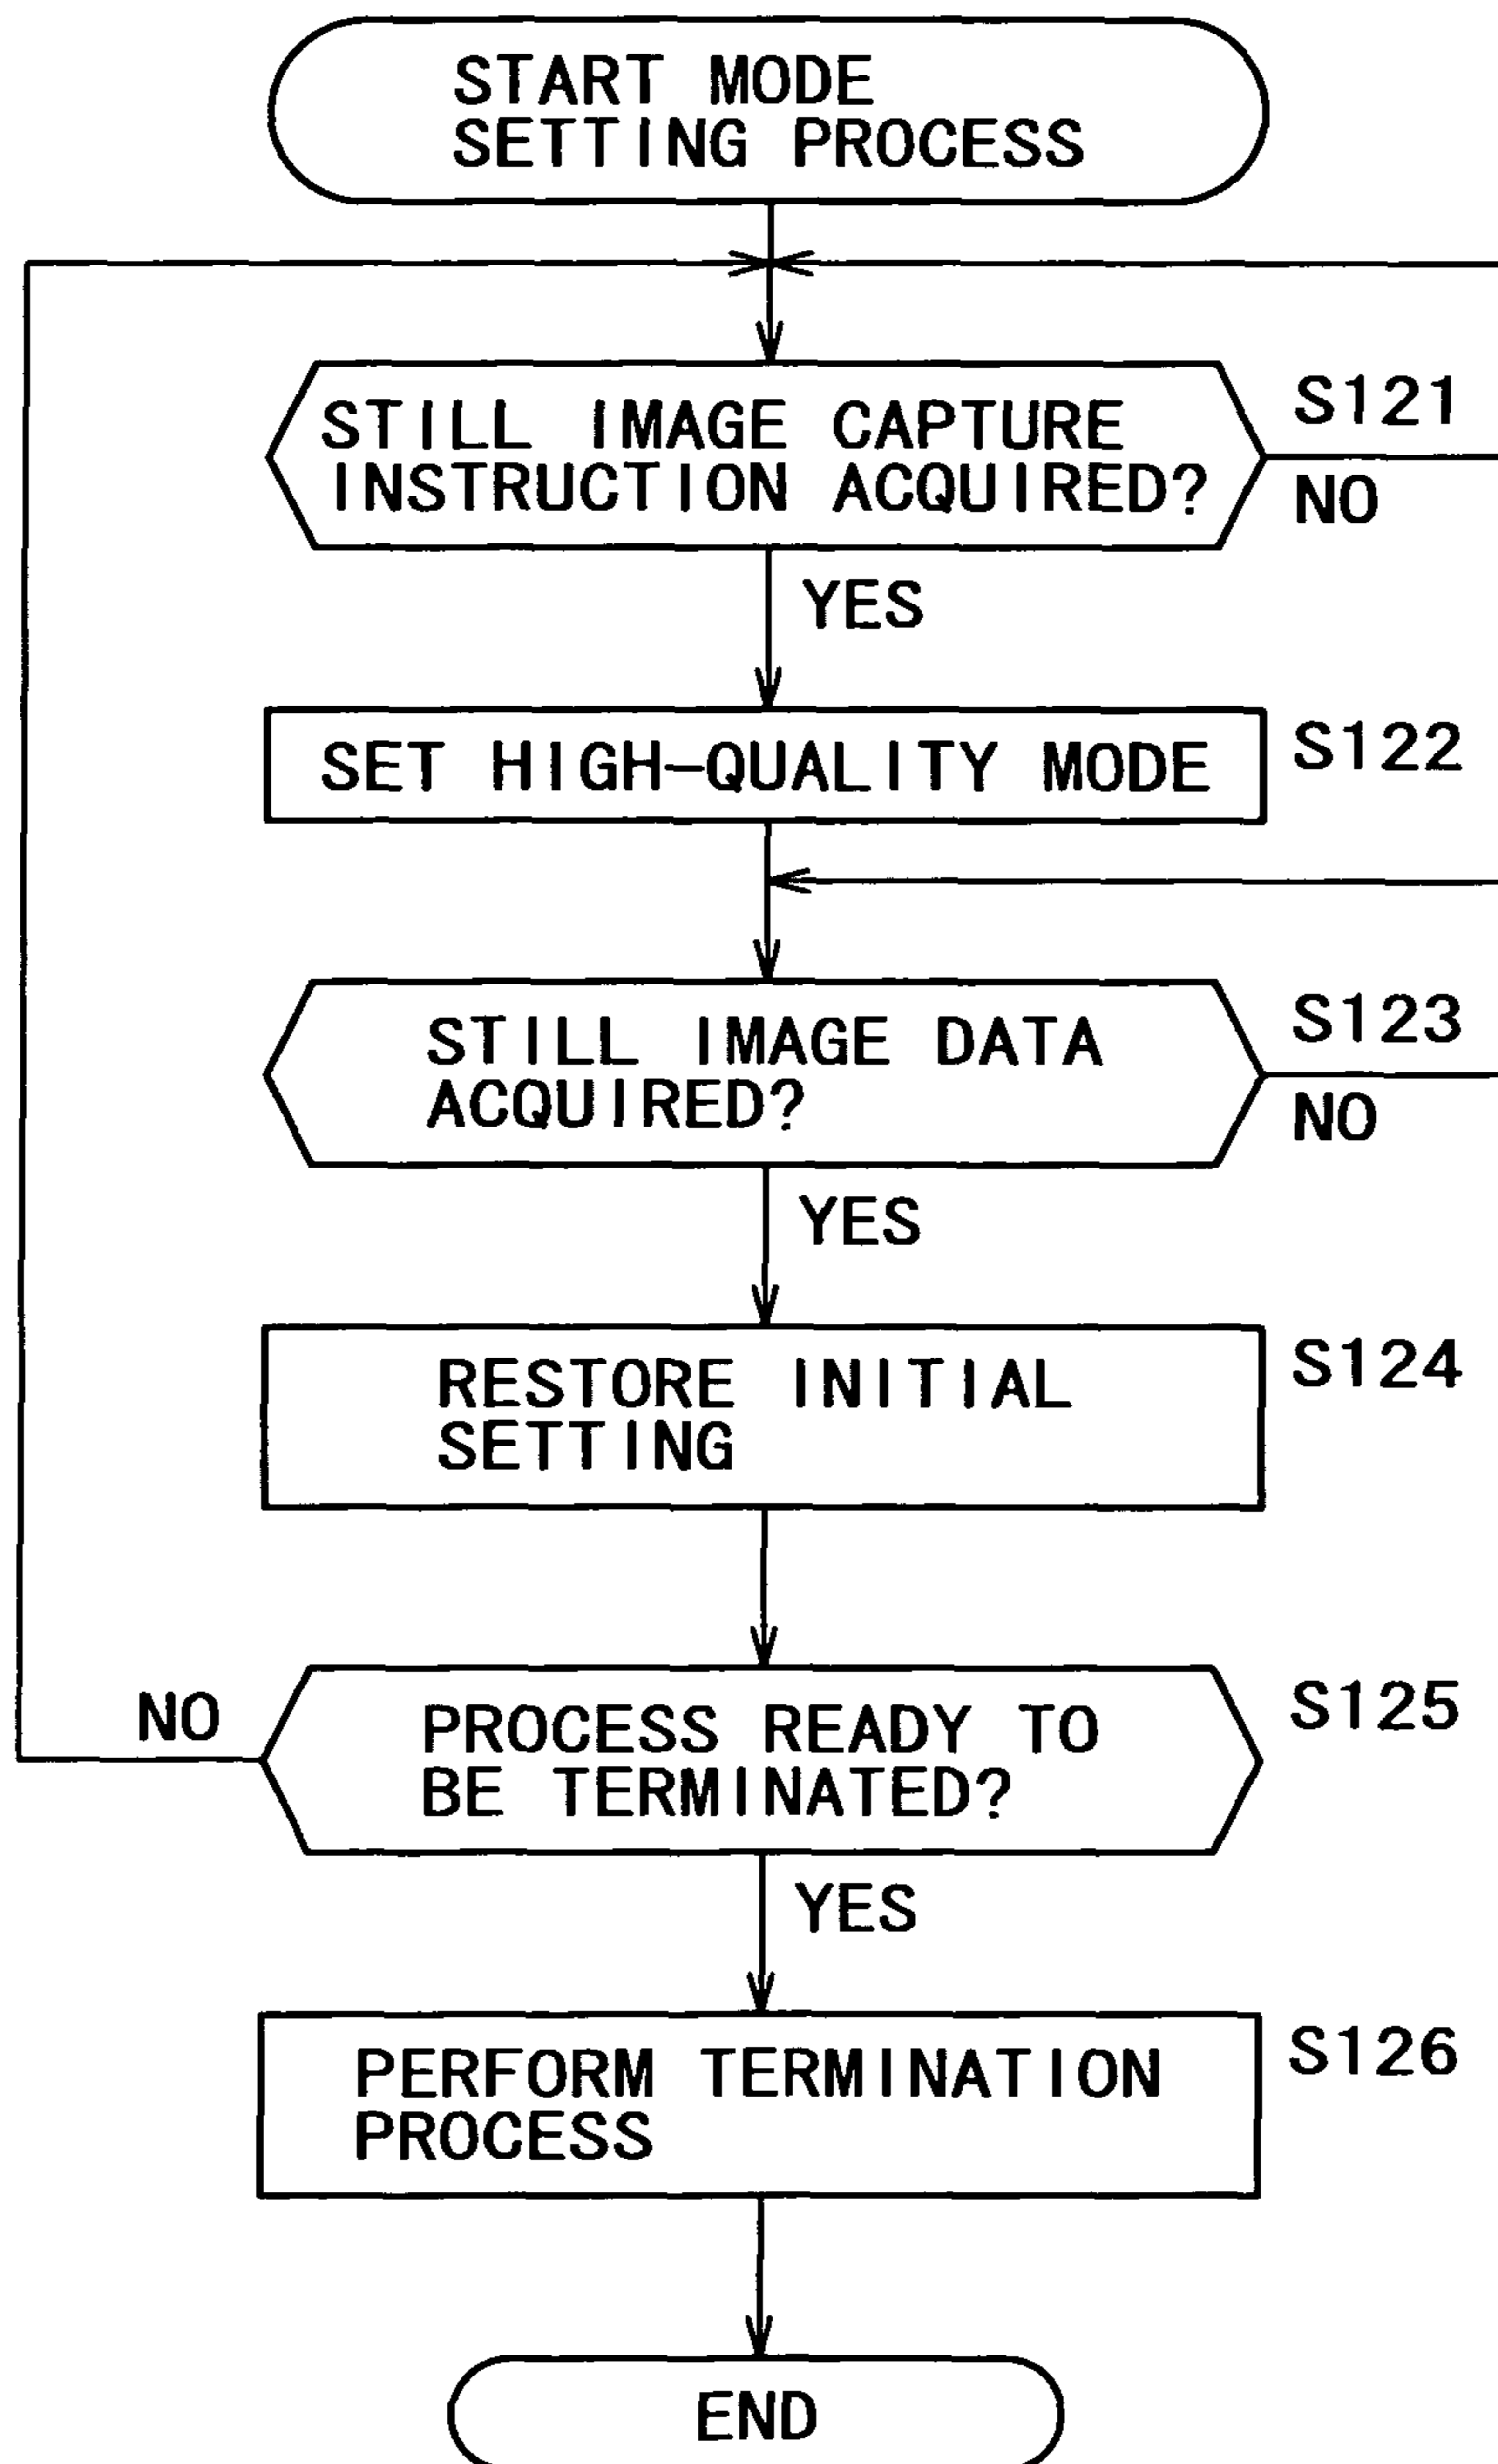 START MODE
SETTING PROCESS
STILL IMAGE CAPTURE
INSTRUCTION ACQUIRED?
S121
NO
YES
SET HIGH-QUALITY MODE
S122
STILL IMAGE DATA
ACQUIRED?
S123
NO
YES
RESTORE INITIAL
SETTING
S124
NO
PROCESS READY TO
BE TERMINATED?
S125
YES
PERFORM TERMINATION
PROCESS
S126
END